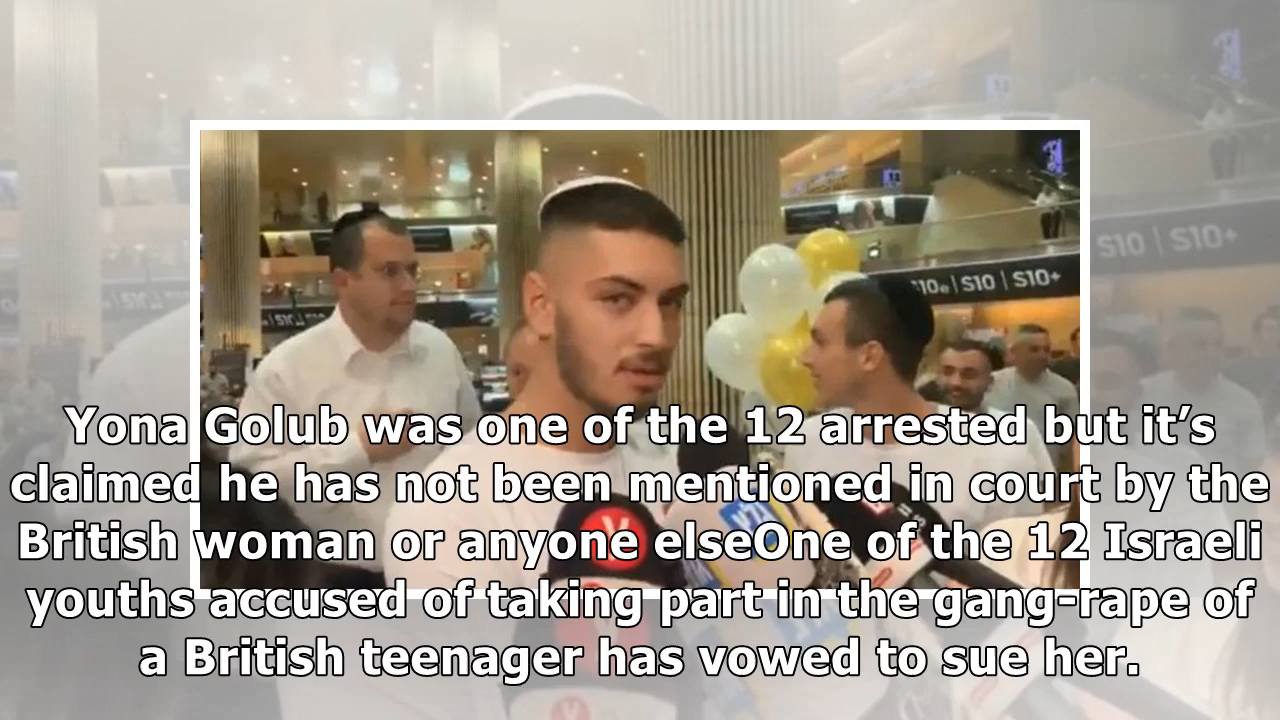 S10e | S10 | S10+
S10 | S10+
Yona Golub was one of the 12 arrested but it’s
claimed he has not been mentioned in court by the
British woman or anyone elseOne of the 12 Israeli
youths accused of taking part in the gang-rape of
a British teenager has vowed to sue her.